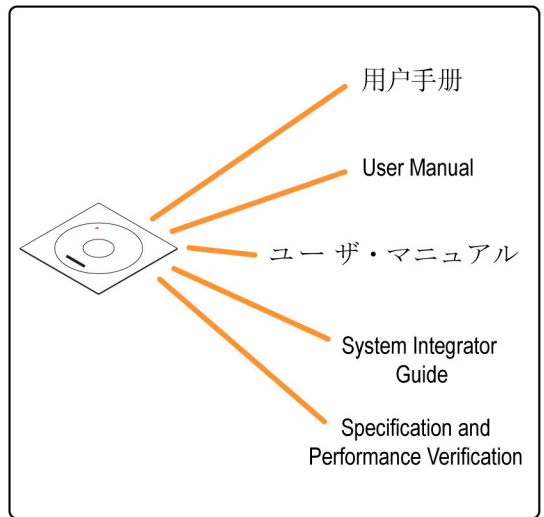 用户手册
User Manual
ユー ザ・マニュアル
System Integrator
Guide
Specification and
Performance Verification